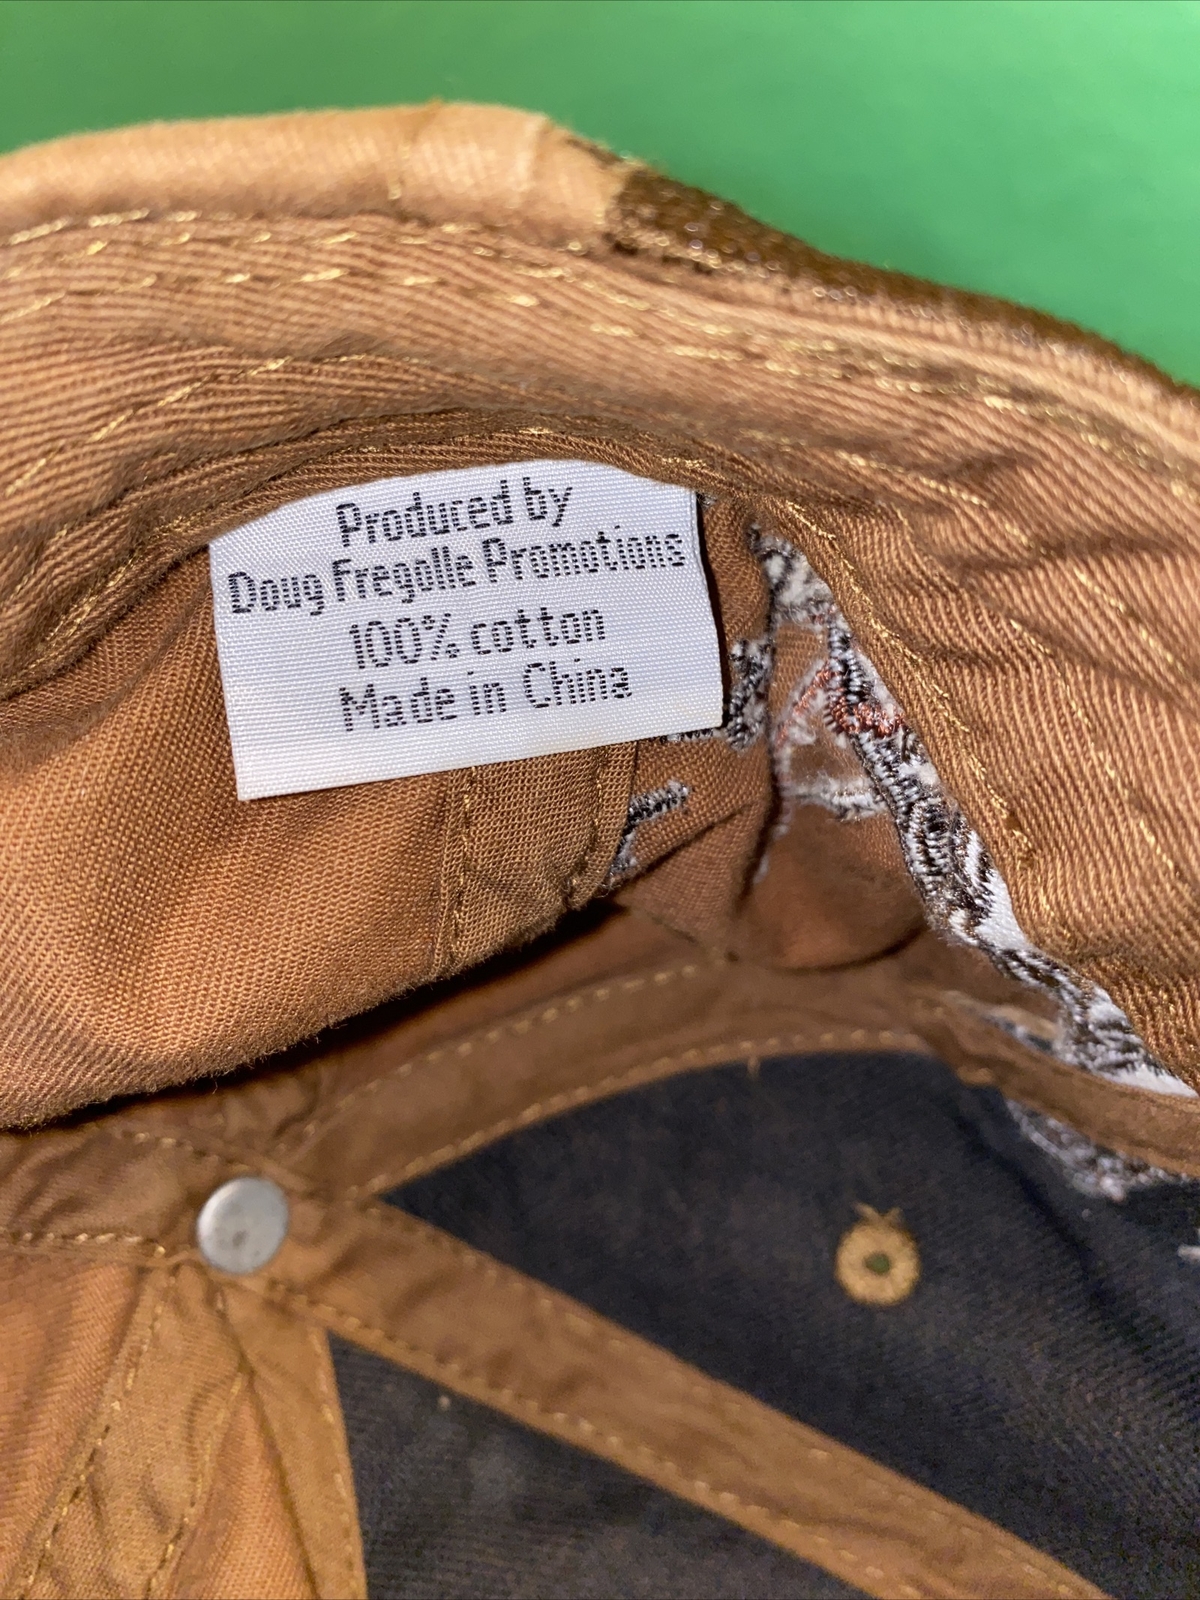 Produced by
Doug Fregolle Promotions
100% cotton
Made in China